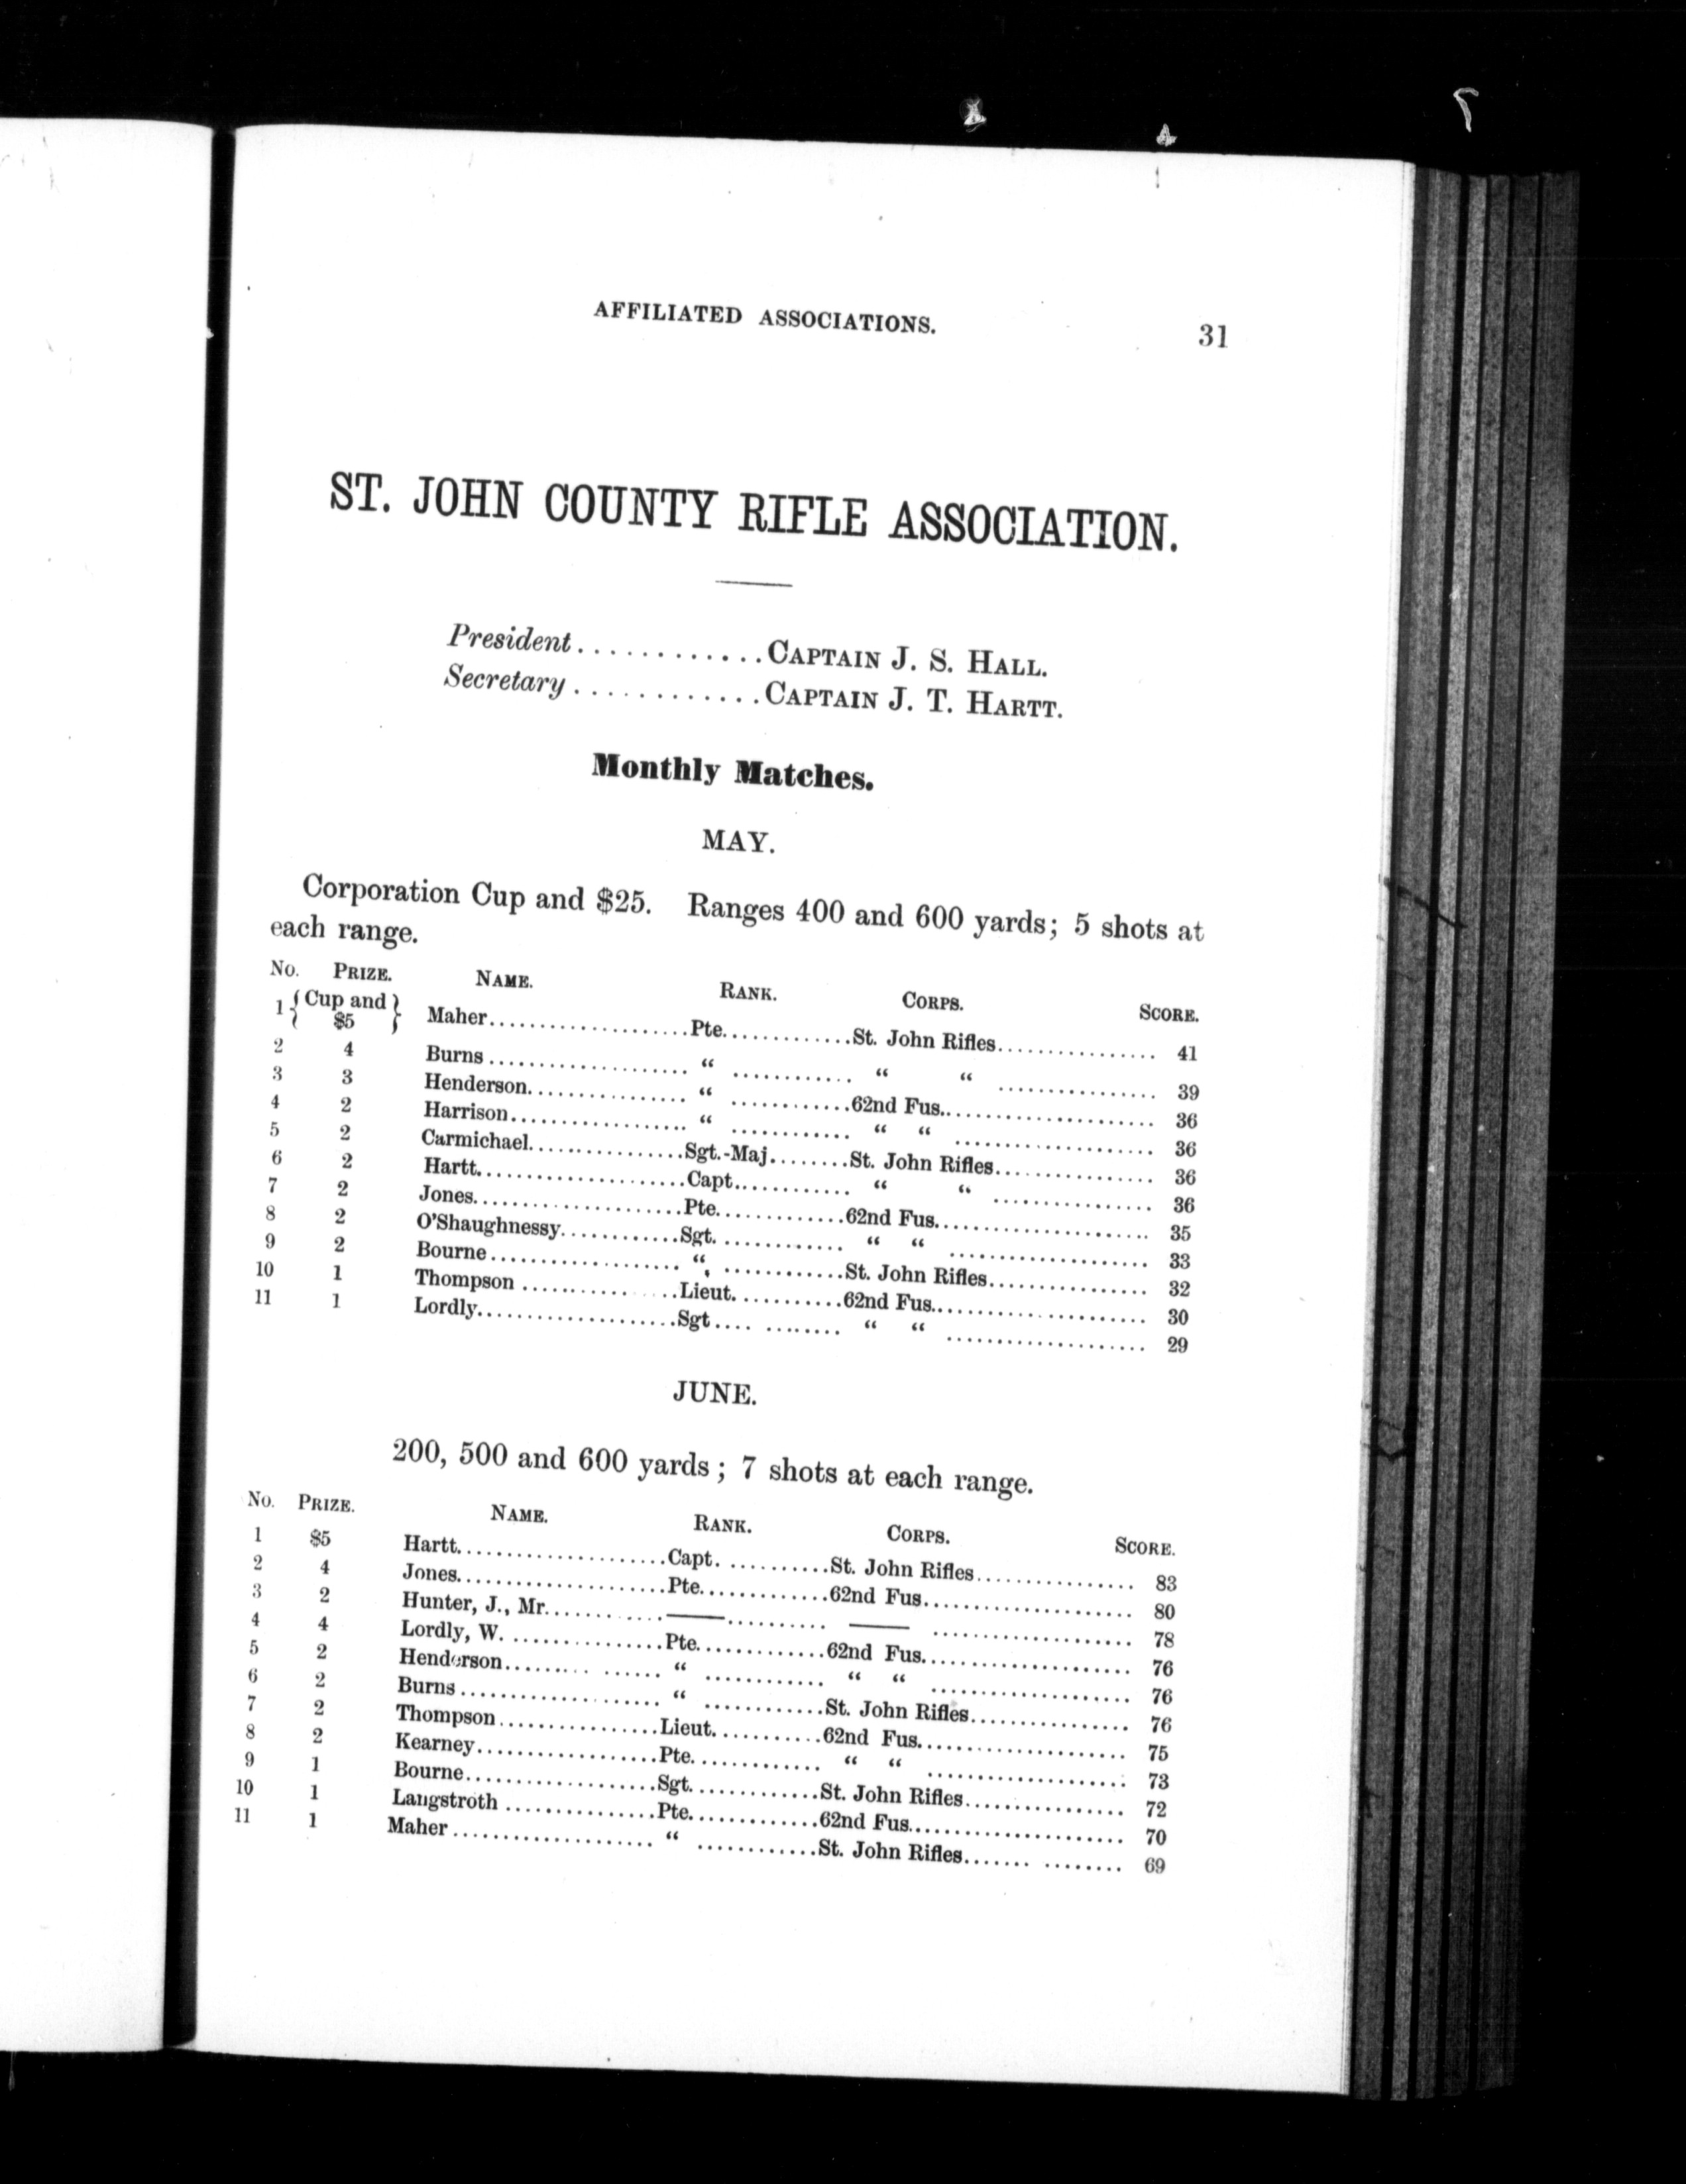 AFFILIATED ASSOCIATIONS. 31
ST. JOHN COUNTY RIFLE ASSOCIATION.
President............CAPTAIN J. S. HALL.
Secretary............CAPTAIN J. T. HARTT.
Monthly Matches.
MAY.
Corporation Cup and $25. Ranges 400 and 600 yards; 5 shots at
each range.
No. PRIZE. NAME. RANK. CORPS. SCORE.
1 { Cup and $5 } Maher....................Pte.............St. John Rifles................ 41
2 4 Burns.................... “ ............ “ “ ................ 39
3 3 Henderson................ “ ............62nd Fus...................... 36
4 2 Harrison.................. “ ............ “ “ .................... 36
5 2 Carmichael................Sgt.-Maj........St. John Rifles................ 36
6 2 Hartt.....................Capt............ “ “ ................ 36
7 2 Jones.....................Pte.............62nd Fus...................... 35
8 2 O'Shaughnessy............Sgt............. “ “ .................... 33
9 2 Bourne................... “ ............St. John Rifles................ 32
10 1 Thompson................Lieut...........62nd Fus...................... 30
11 1 Lordly....................Sgt.... ........ “ “ .................... 29
JUNE.
200, 500 and 600 yards; 7 shots at each range.
No. PRIZE. NAME. RANK. CORPS. SCORE.
1 $5 Hartt.....................Capt. ...........St. John Rifles................ 83
2 4 Jones.....................Pte.............62nd Fus..................... 80
3 2 Hunter, J., Mr............——.......... —— .................... 78
4 4 Lordly, W. ...............Pte.............62nd Fus..................... 76
5 2 Henderson......... ...... “ ............ “ “ .................... 76
6 2 Burns.................... “ ............St. John Rifles................ 76
7 2 Thompson................Lieut...........62nd Fus..................... 75
8 2 Kearney..................Pte............. “ “ .................... 73
9 1 Bourne...................Sgt.............St. John Rifles................ 72
10 1 Langstroth...............Pte.............62nd Fus...................... 70
11 1 Maher.................... “ ............St. John Rifles....... ........ 69